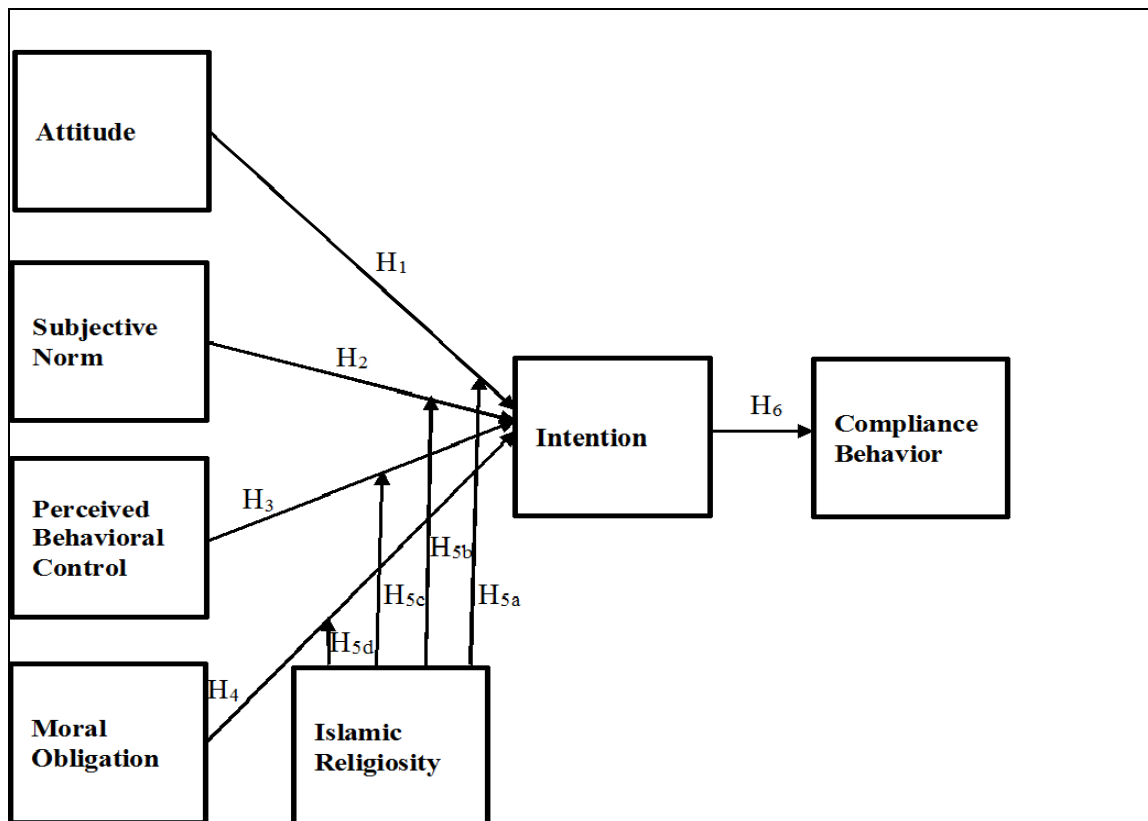 Attitude
H₁
Subjective
Norm
H₂
Intention
H₆
Compliance
Behavior
Perceived
Behavioral
Control
H₃
H₅b
H₅c
H₅a
H₅d
Moral
Obligation
H₄
Islamic
Religiosity